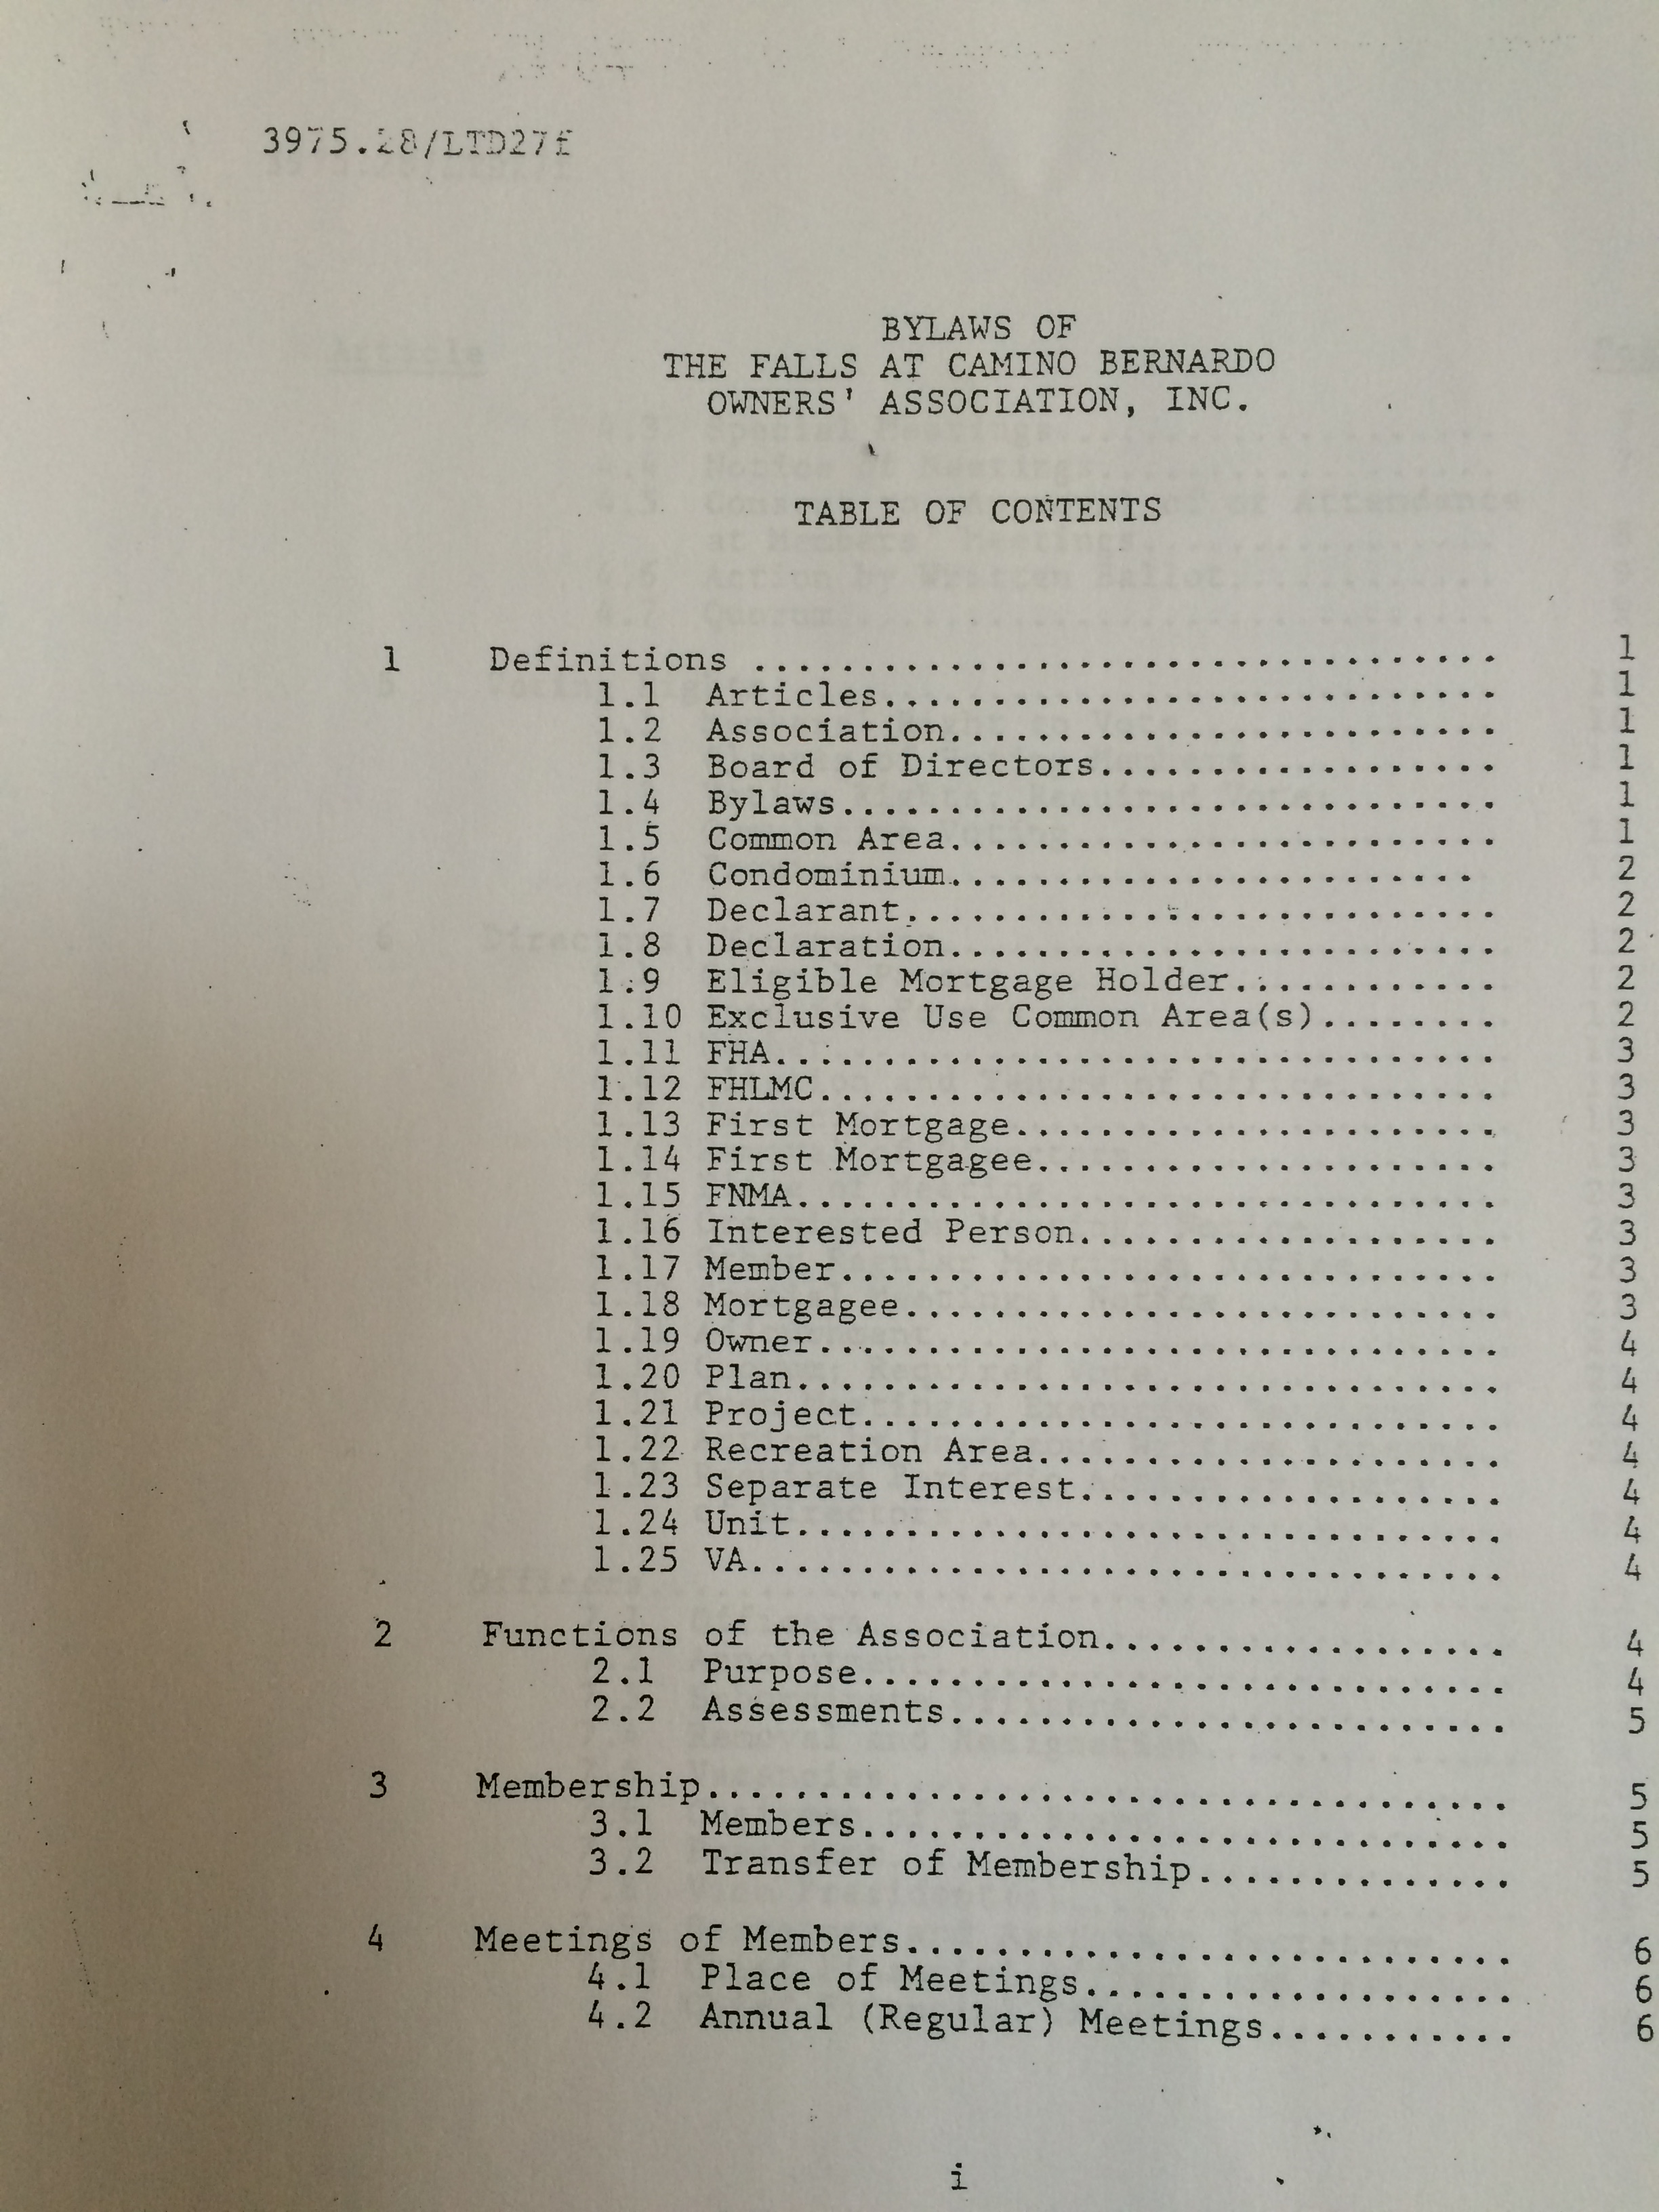 3975.28/LTD27f
BYLAWS OF
THE FALLS AT CAMINO BERNARDO
OWNERS' ASSOCIATION, INC.
TABLE OF CONTENTS
1 Definitions .................................. 1
1.1 Articles............................. 1
1.2 Association.......................... 1
1.3 Board of Directors................... 1
1.4 Bylaws............................... 1
1.5 Common Area.......................... 1
1.6 Condominium......................... 2
1.7 Declarant............................ 2
1.8 Declaration.......................... 2
1.9 Eligible Mortgage Holder............. 2
1.10 Exclusive Use Common Area(s)........ 2
1.11 FHA.................................. 3
1.12 FHLMC................................ 3
1.13 First Mortgage....................... 3
1.14 First Mortgagee...................... 3
1.15 FNMA................................. 3
1.16 Interested Person.................... 3
1.17 Member............................... 3
1.18 Mortgagee............................ 3
1.19 Owner................................ 4
1.20 Plan................................. 4
1.21 Project.............................. 4
1.22 Recreation Area...................... 4
1.23 Separate Interest.................... 4
1.24 Unit................................. 4
1.25 VA................................... 4
2 Functions of the Association................... 4
2.1 Purpose.............................. 4
2.2 Assessments.......................... 5
3 Membership..................................... 5
3.1 Members.............................. 5
3.2 Transfer of Membership............... 5
4 Meetings of Members............................ 6
4.1 Place of Meetings.................... 6
4.2 Annual (Regular) Meetings............ 6
i